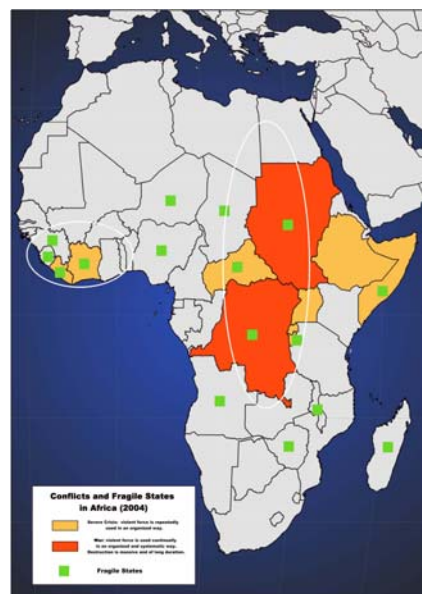 Conflicts and Fragile States
in Africa (2004)
Severe Crisis: violent force is repeatedly
used in an organized way.
War: violent force is used continually
in an organized and systematic way.
Destruction is massive and of long duration.
Fragile States